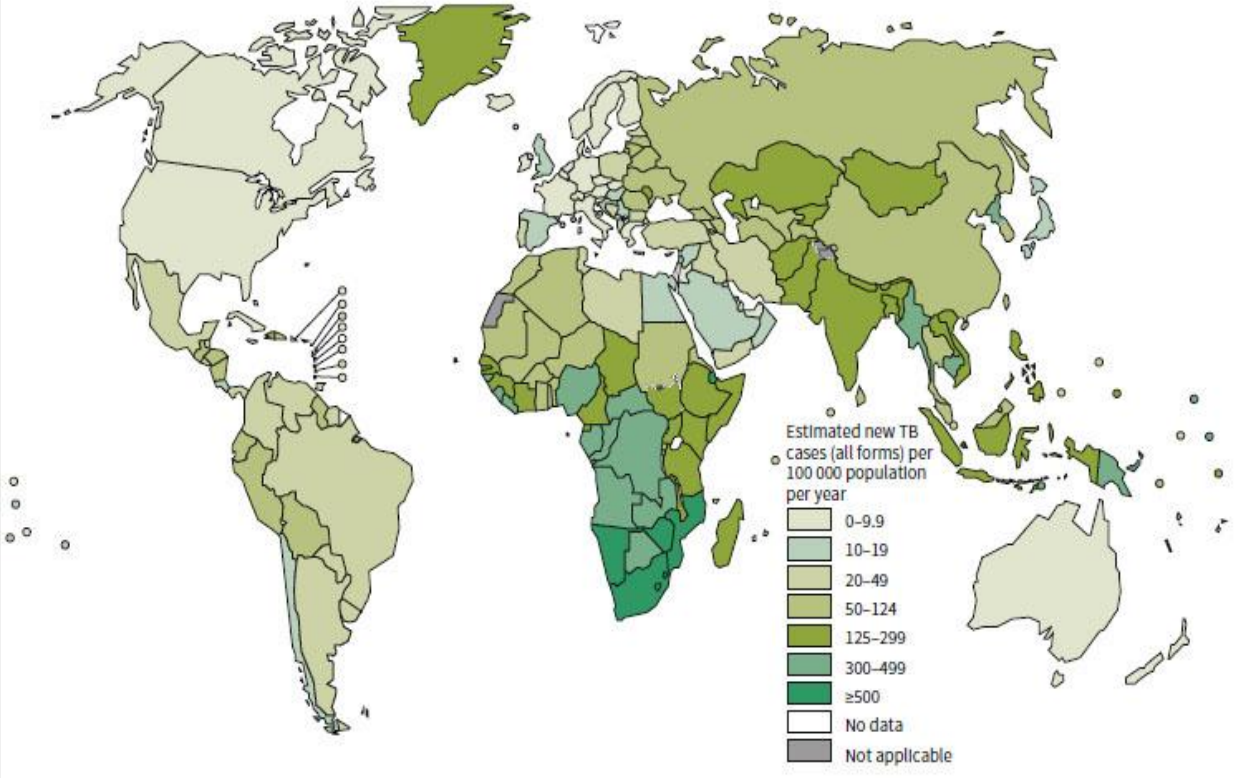 Estimated new TB
cases (all forms) per
100 000 population
per year
0–9.9
10–19
20–49
50–124
125–299
300–499
≥500
No data
Not applicable